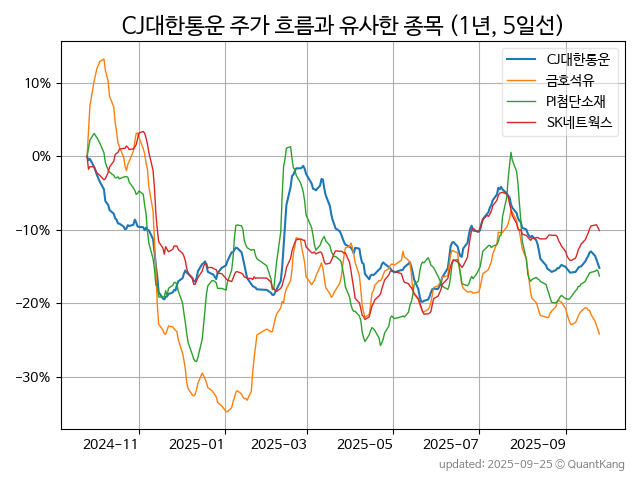 CJ대한통운 주가 흐름과 유사한 종목 (1년, 5일선)
CJ대한통운
금호석유
PI첨단소재
SK네트웍스
10%
0%
−10%
−20%
−30%
2024−11
2025−01
2025−03
2025−05
2025−07
2025−09
updated: 2025-09-25 © QuantKang